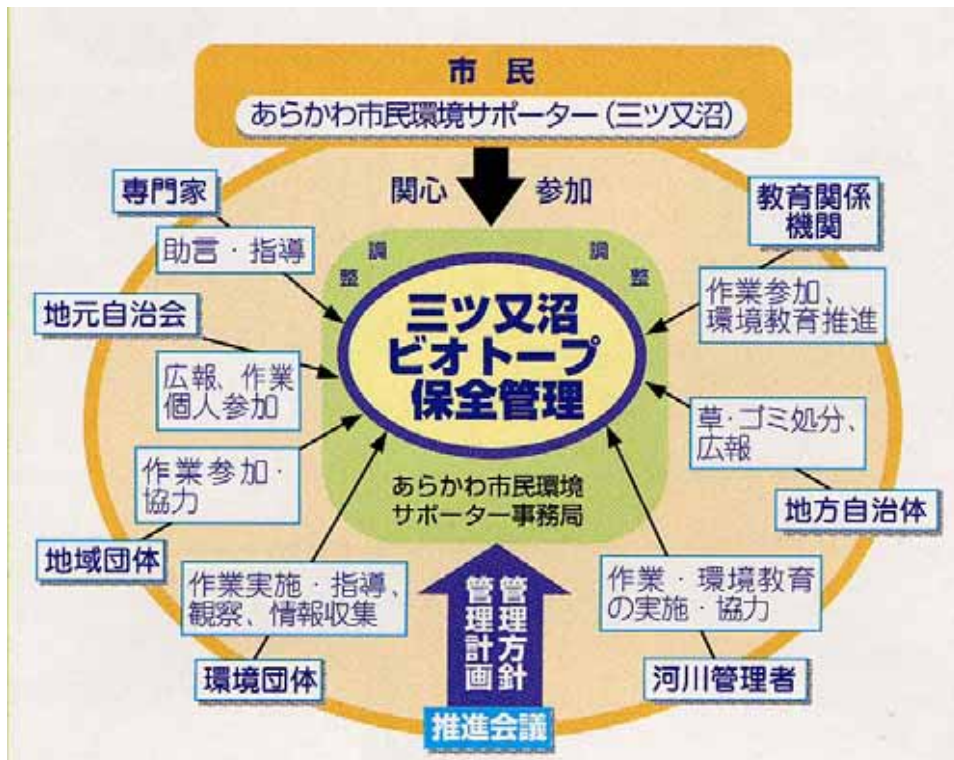 市民
あらかわ市民環境サポーター（三ツ又沼）
関心 参加
専門家
助言・指導
教育関係
機関
作業参加、
環境教育推進
調整
調整
三ツ又沼
ビオトープ
保全管理
地元自治会
広報、作業
個人参加
草・ゴミ処分、
広報
地方自治体
作業参加・
協力
地域団体
あらかわ市民環境
サポーター事務局
作業実施・指導、
観察、情報収集
環境団体
管理方針
管理計画
作業・環境教育
の実施・協力
河川管理者
推進会議